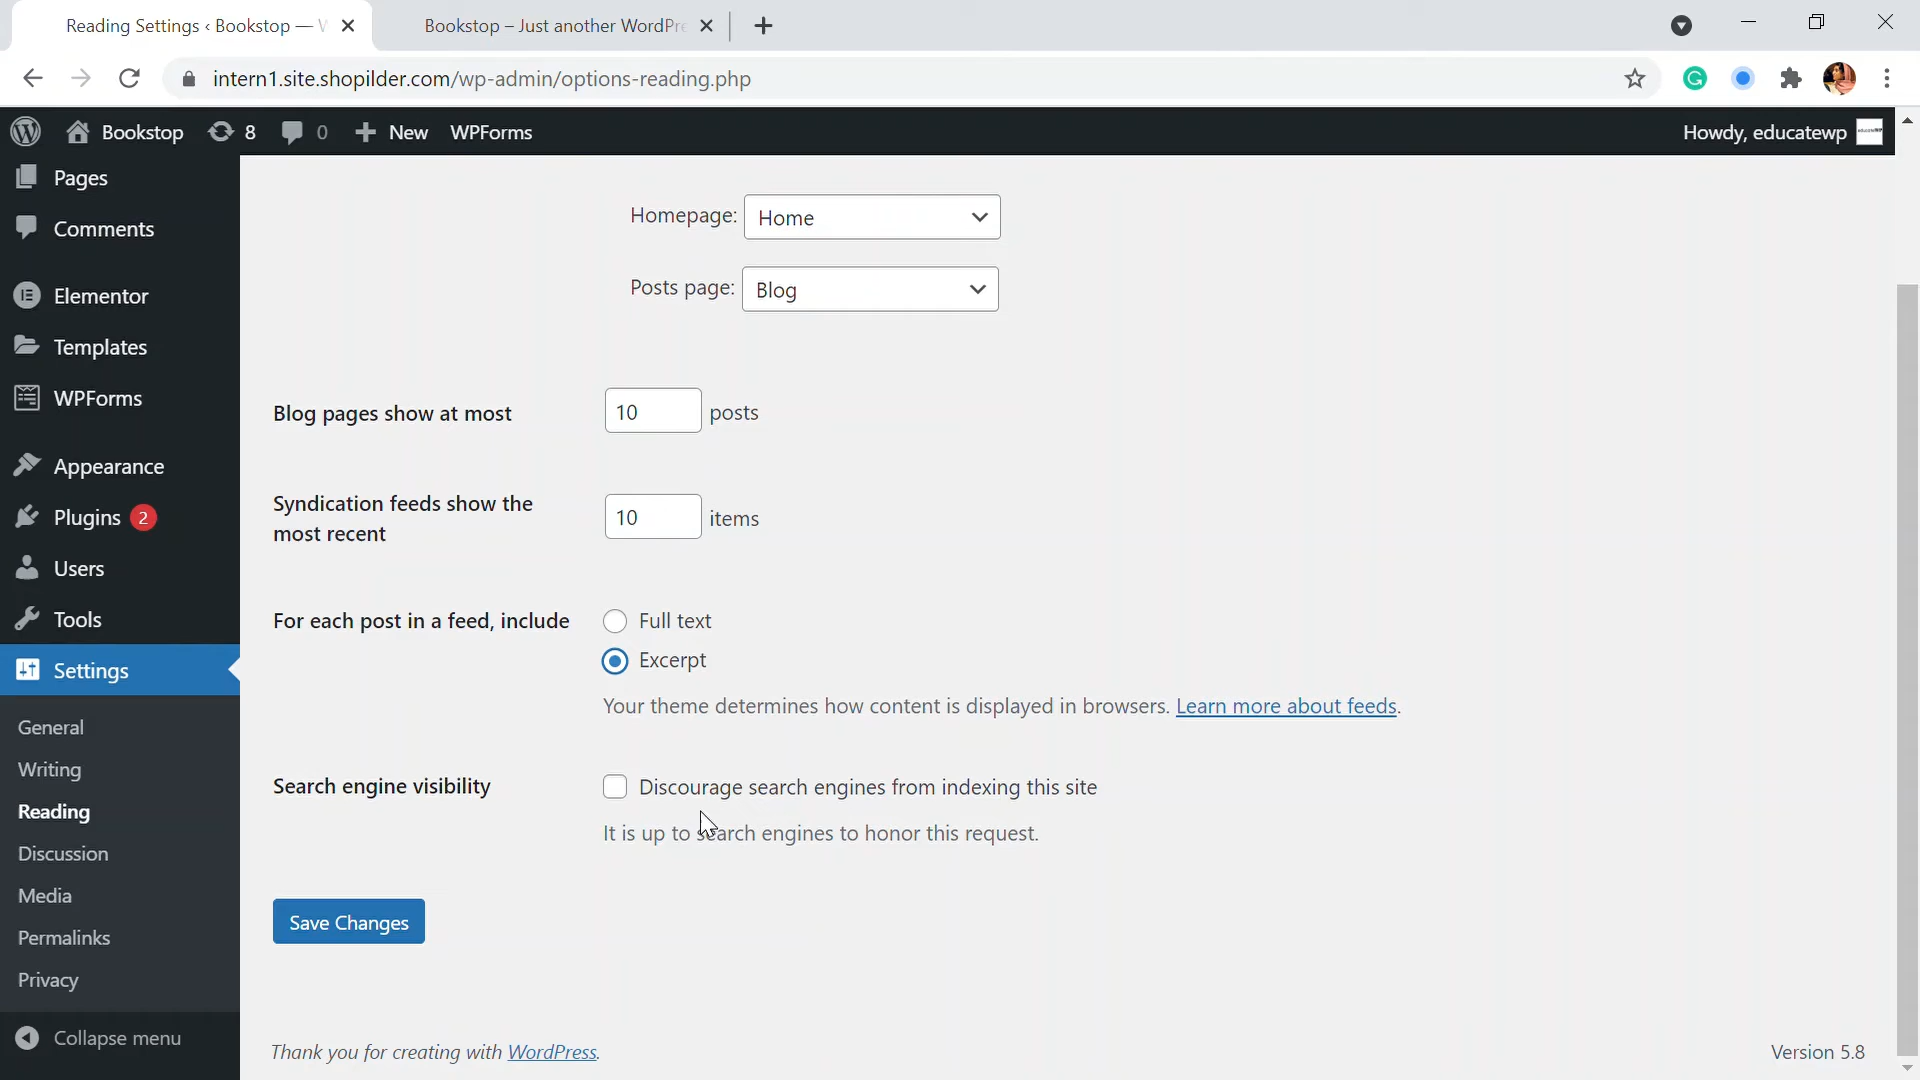 Reading Settings ‹ Bookstop — W
Bookstop – Just another WordPre
intern1.site.shopilder.com/wp-admin/options-reading.php
Bookstop 8 0 New WPForms
Howdy, educatewp
Pages
Comments
Elementor
Templates
WPForms
Appearance
Plugins 2
Users
Tools
Settings
General
Writing
Reading
Discussion
Media
Permalinks
Privacy
Collapse menu
Homepage: Home
Posts page: Blog
Blog pages show at most 10 posts
Syndication feeds show the
most recent
10 items
For each post in a feed, include
Full text
Excerpt
Your theme determines how content is displayed in browsers. Learn more about feeds.
Search engine visibility
Discourage search engines from indexing this site
It is up to search engines to honor this request.
Save Changes
Thank you for creating with WordPress.
Version 5.8